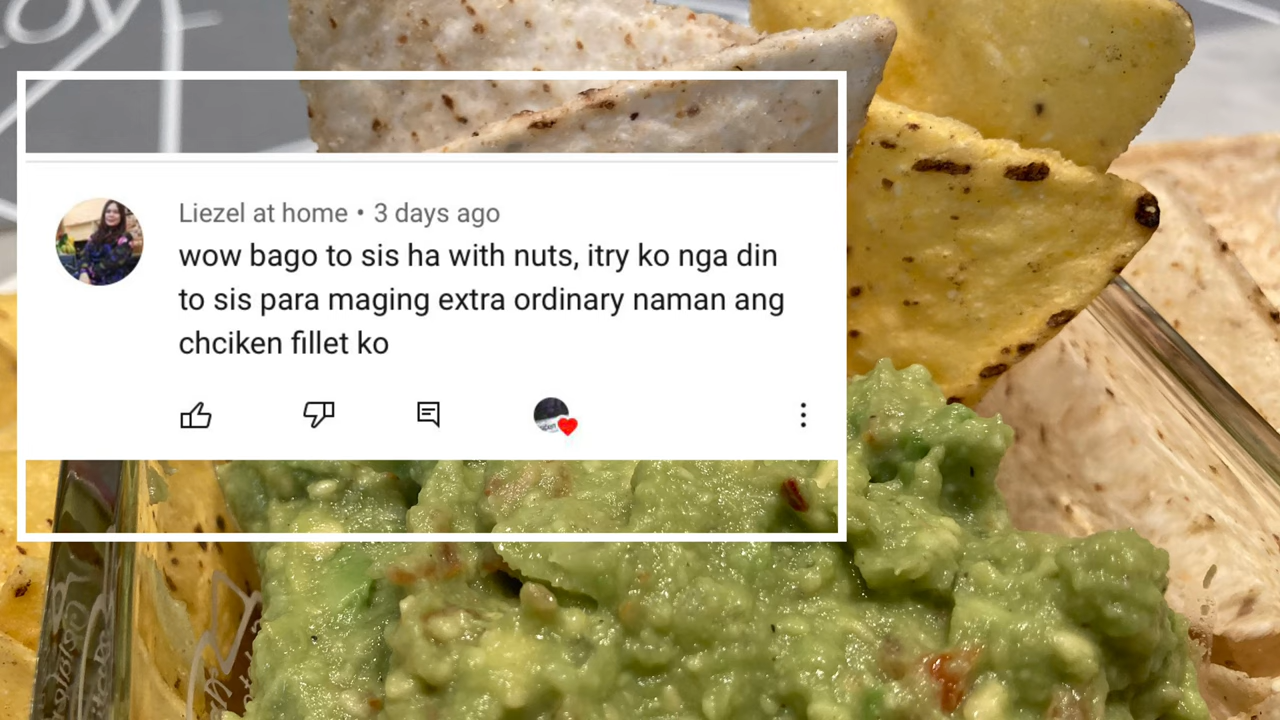 Liezel at home • 3 days ago
wow bago to sis ha with nuts, itry ko nga din
to sis para maging extra ordinary naman ang
chciken fillet ko